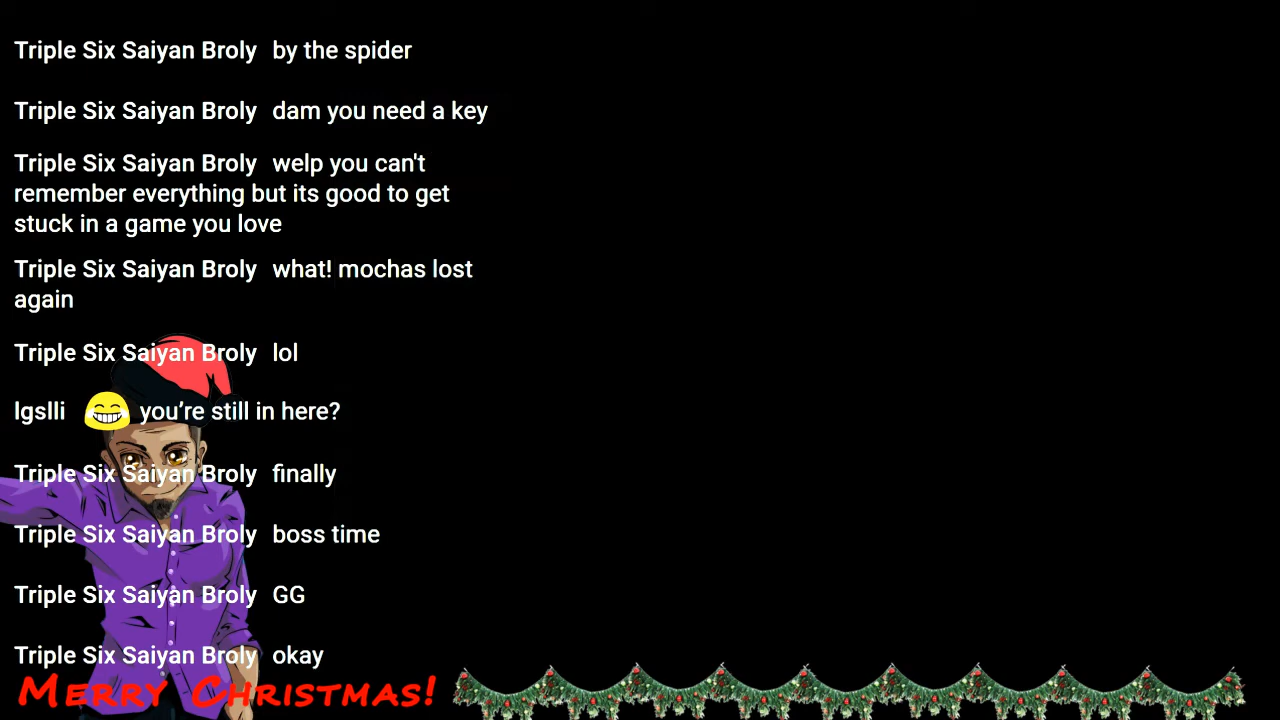 Triple Six Saiyan Broly by the spider
Triple Six Saiyan Broly dam you need a key
Triple Six Saiyan Broly welp you can't
remember everything but its good to get
stuck in a game you love
Triple Six Saiyan Broly what! mochas lost
again
Triple Six Saiyan Broly lol
lgslli 😂 you’re still in here?
Triple Six Saiyan Broly finally
Triple Six Saiyan Broly boss time
Triple Six Saiyan Broly GG
Triple Six Saiyan Broly okay
Merry Christmas!